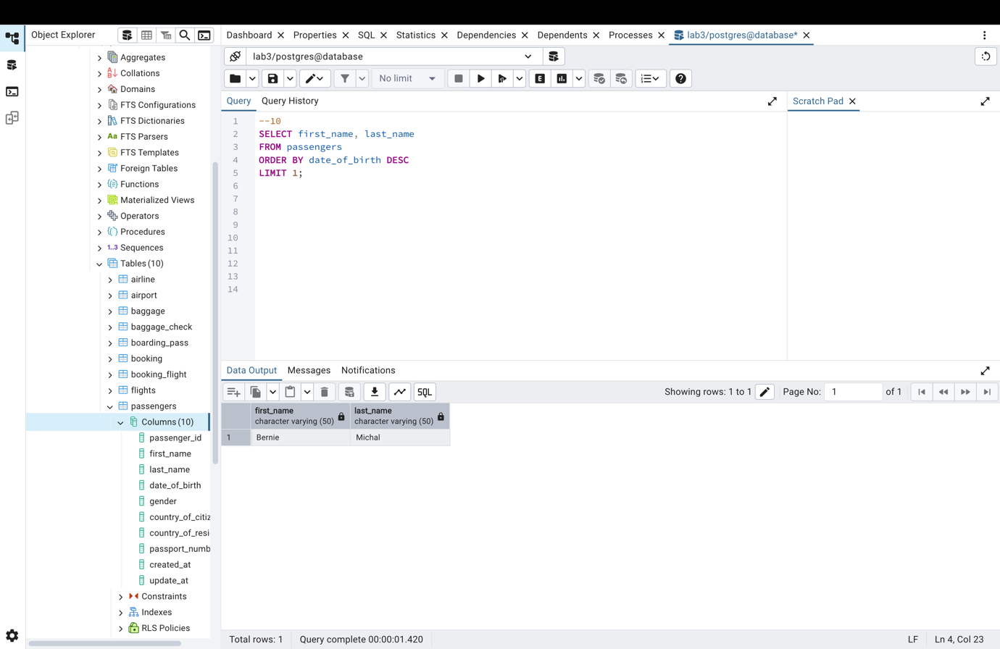 Object Explorer
Dashboard
Properties
SQL
Statistics
Dependencies
Dependents
Processes
lab3/postgres@database*
lab3/postgres@database
No limit
E
Query
Query History
Scratch Pad
Aggregates
Collations
Domains
FTS Configurations
FTS Dictionaries
Aa FTS Parsers
FTS Templates
Foreign Tables
Functions
Materialized Views
Operators
Procedures
1..3 Sequences
Tables (10)
airline
airport
baggage
baggage_check
boarding_pass
booking
booking_flight
flights
passengers
Columns (10)
passenger_id
first_name
last_name
date_of_birth
gender
country_of_citiz
country_of_resi
passport_numb
created_at
update_at
Constraints
Indexes
RLS Policies
1 --10
2 SELECT first_name, last_name
3 FROM passengers
4 ORDER BY date_of_birth DESC
5 LIMIT 1;
6
7
8
9
10
11
12
13
14
Data Output
Messages
Notifications
SQL
Showing rows: 1 to 1
Page No: 1 of 1
first_name last_name
character varying (50) character varying (50)
1 Bernie Michal
Total rows: 1
Query complete 00:00:01.420
LF
Ln 4, Col 23